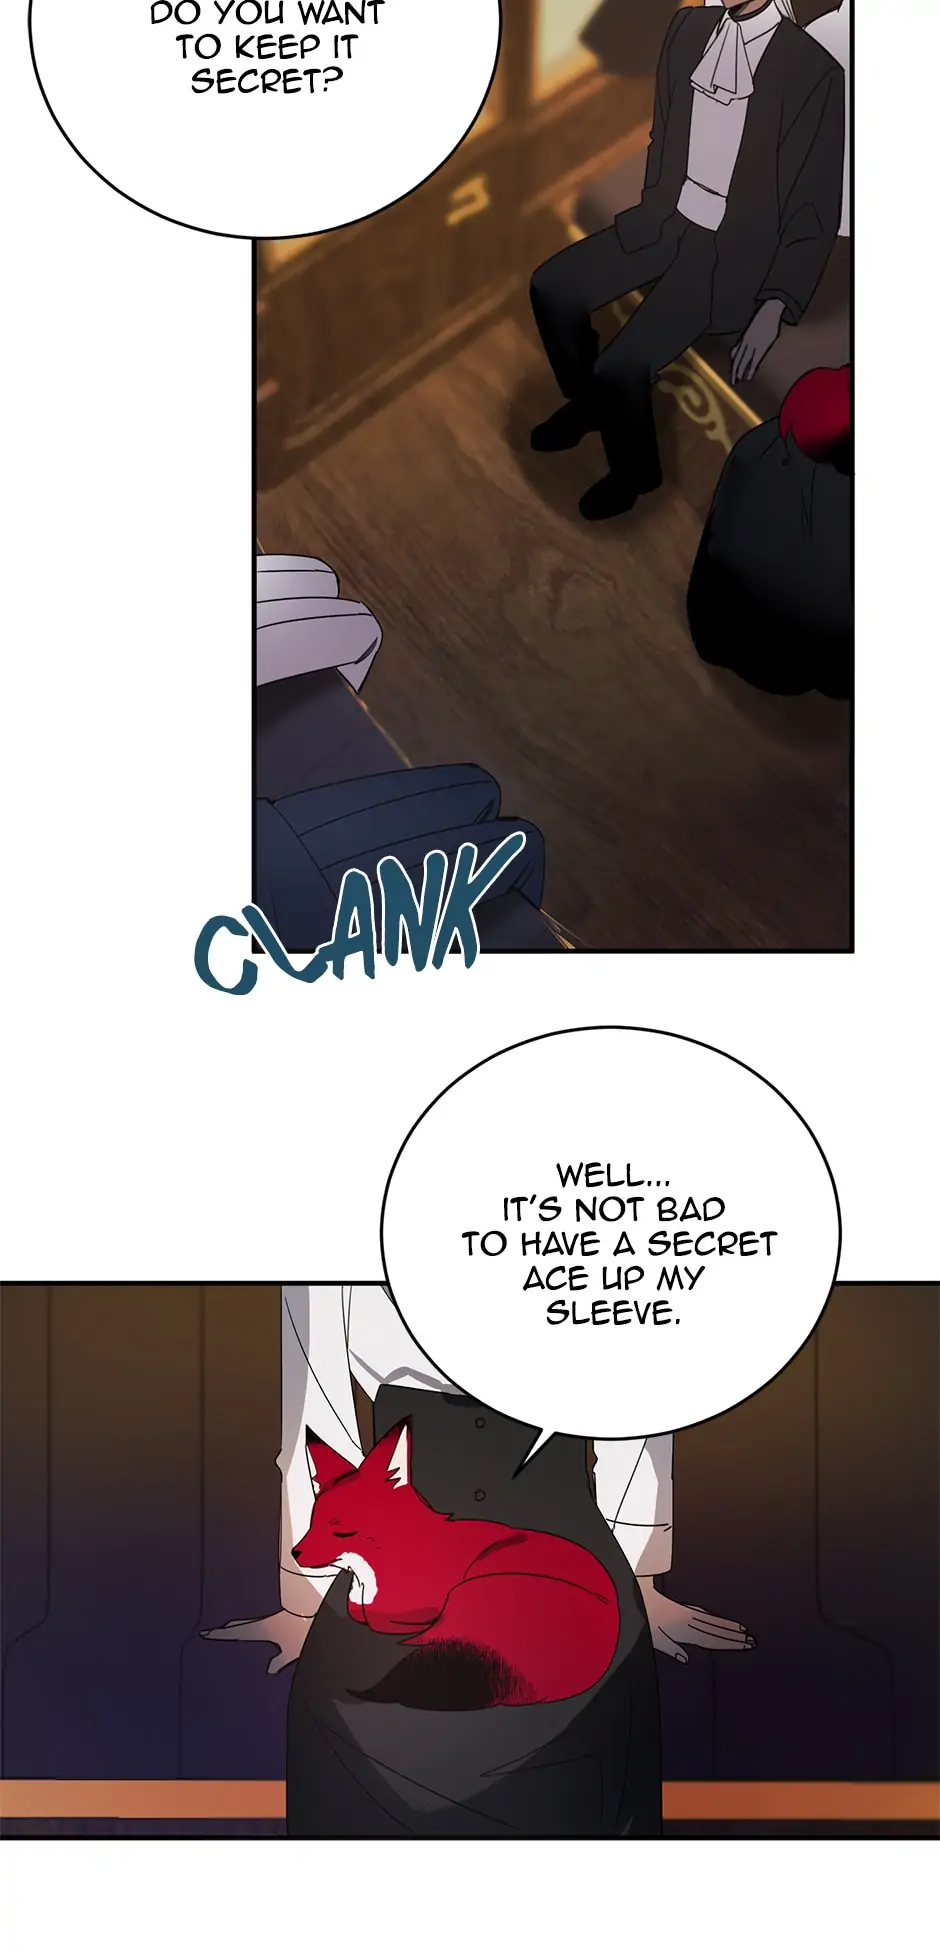 DO YOU WANT
TO KEEP IT
SECRET?
CLANK
WELL...
IT'S NOT BAD
TO HAVE A SECRET
ACE UP MY
SLEEVE.